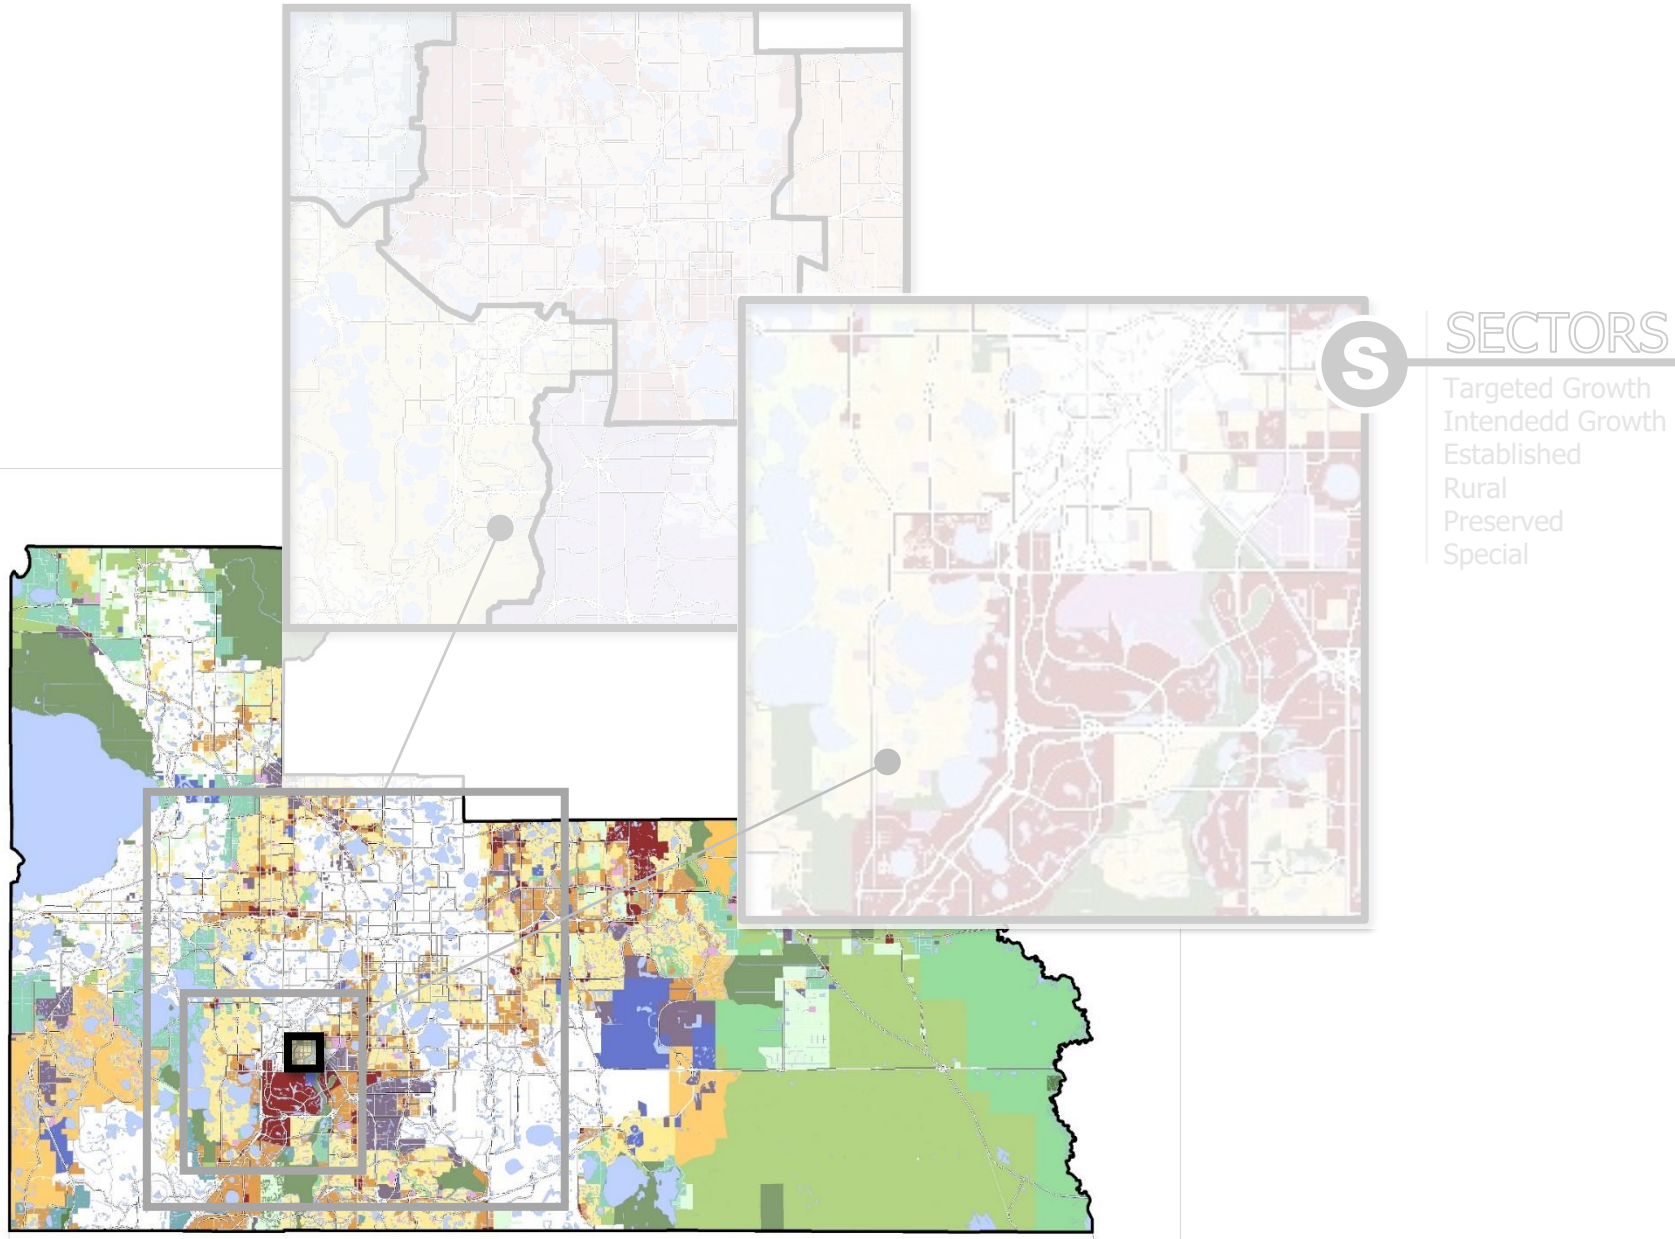 S
SECTORS
Targeted Growth
Intendedd Growth
Established
Rural
Preserved
Special